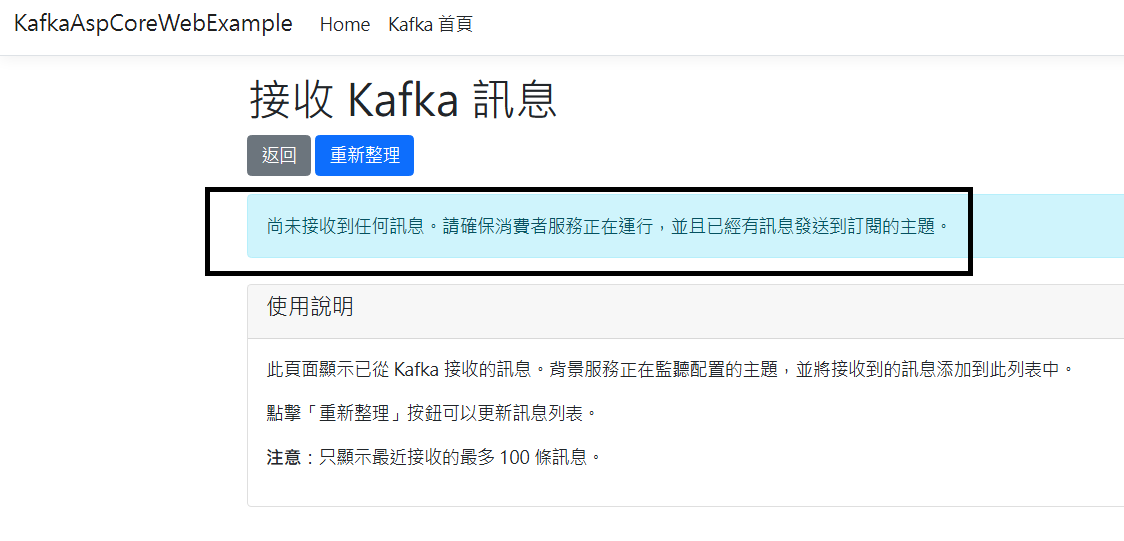 KafkaAspCoreWebExample Home Kafka 首頁
接收 Kafka 訊息
返回 重新整理
尚未接收到任何訊息。請確保消費者服務正在運行，並且已經有訊息發送到訂閱的主題。
使用說明
此頁面顯示已從 Kafka 接收的訊息。背景服務正在監聽配置的主題，並將接收到的訊息添加到此列表中。
點擊「重新整理」按鈕可以更新訊息列表。
注意：只顯示最近接收的最多 100 條訊息。